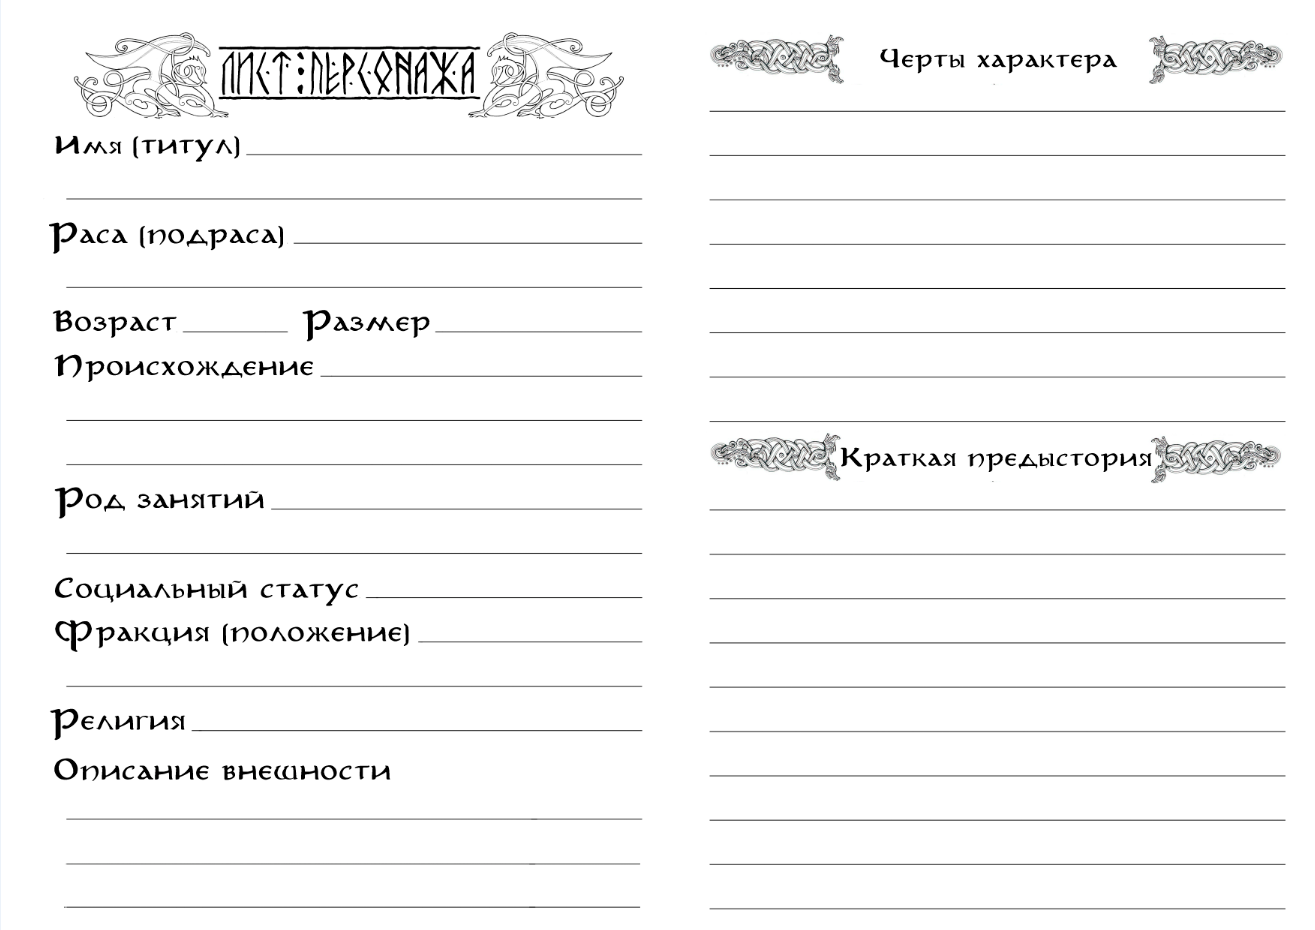 ЛИСТ:ПЕРСОНАЖА
Имя (титул)
Раса (подраса)
Возраст Размер
Происхождение
Род занятий
Социальный статус
Фракция (положение)
Религия
Описание внешности
Черты характера
Краткая предыстория